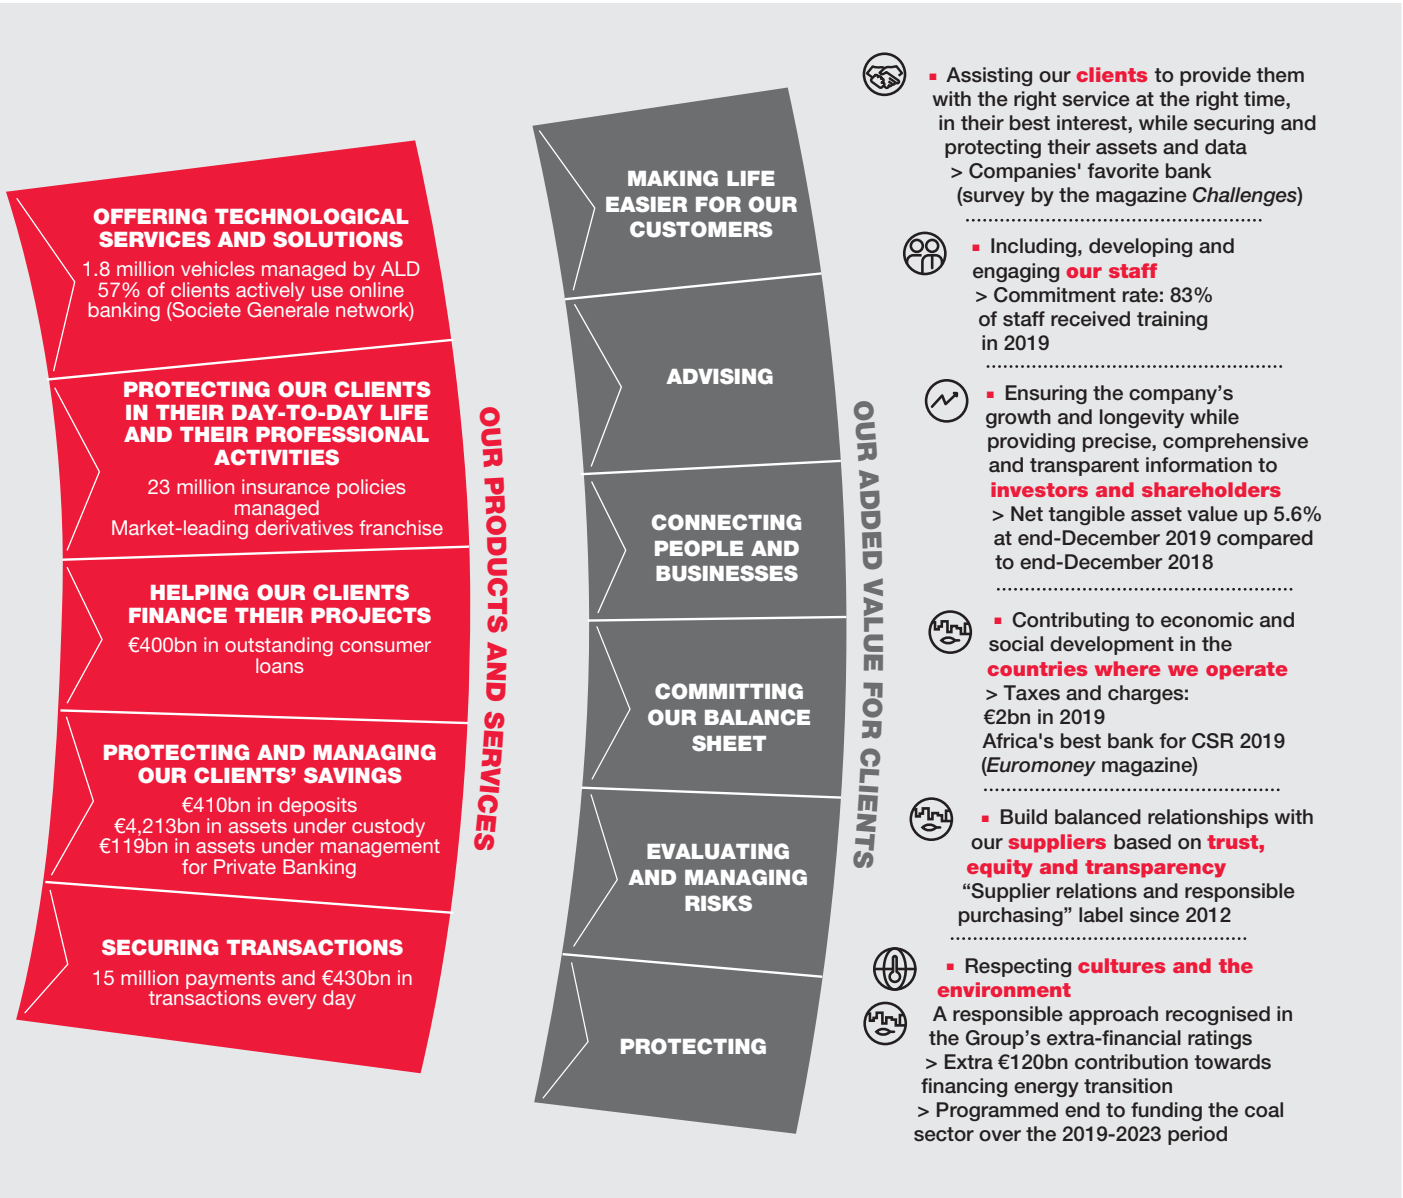 OFFERING TECHNOLOGICAL
SERVICES AND SOLUTIONS
1.8 million vehicles managed by ALD
57% of clients actively use online
banking (Societe Generale network)
PROTECTING OUR CLIENTS
IN THEIR DAY-TO-DAY LIFE
AND THEIR PROFESSIONAL
ACTIVITIES
23 million insurance policies
managed
Market-leading derivatives franchise
HELPING OUR CLIENTS
FINANCE THEIR PROJECTS
€400bn in outstanding consumer
loans
PROTECTING AND MANAGING
OUR CLIENTS’ SAVINGS
€410bn in deposits
€4,213bn in assets under custody
€119bn in assets under management
for Private Banking
SECURING TRANSACTIONS
15 million payments and €430bn in
transactions every day
OUR PRODUCTS AND SERVICES
MAKING LIFE
EASIER FOR OUR
CUSTOMERS
ADVISING
CONNECTING
PEOPLE AND
BUSINESSES
COMMITTING
OUR BALANCE
SHEET
EVALUATING
AND MANAGING
RISKS
PROTECTING
OUR ADDED VALUE FOR CLIENTS
▪ Assisting our clients to provide them
with the right service at the right time,
in their best interest, while securing and
protecting their assets and data
> Companies' favorite bank
(survey by the magazine Challenges)
▪ Including, developing and
engaging our staff
> Commitment rate: 83%
of staff received training
in 2019
▪ Ensuring the company’s
growth and longevity while
providing precise, comprehensive
and transparent information to
investors and shareholders
> Net tangible asset value up 5.6%
at end-December 2019 compared
to end-December 2018
▪ Contributing to economic and
social development in the
countries where we operate
> Taxes and charges:
€2bn in 2019
Africa's best bank for CSR 2019
(Euromoney magazine)
▪ Build balanced relationships with
our suppliers based on trust,
equity and transparency
“Supplier relations and responsible
purchasing” label since 2012
▪ Respecting cultures and the
environment
A responsible approach recognised in
the Group’s extra-financial ratings
> Extra €120bn contribution towards
financing energy transition
> Programmed end to funding the coal
sector over the 2019-2023 period